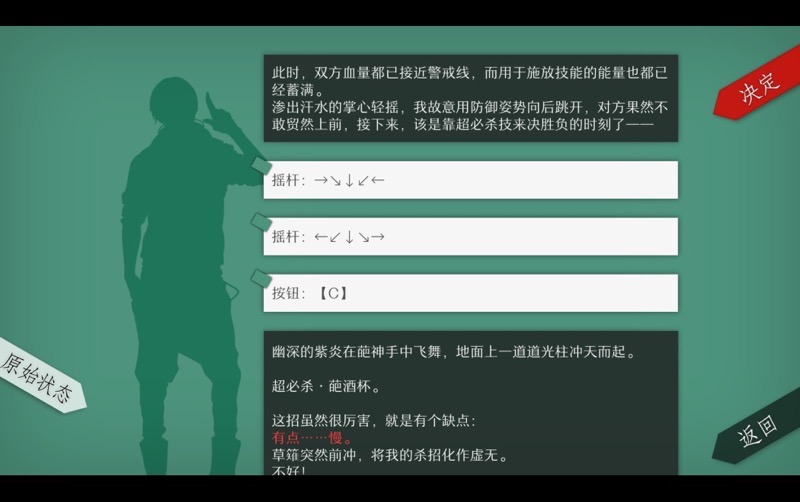 此时，双方血量都已接近警戒线，而用于施放技能的能量也都已
经蓄满。
渗出汗水的掌心轻摇，我故意用防御姿势向后跳开，对方果然不
敢贸然上前，接下来，该是靠超必杀技来决胜负的时刻了——
决定
摇杆：→↘↓↙←
摇杆：←↙↓↘→
按钮：【C】
幽深的紫炎在葩神手中飞舞，地面上一道道光柱冲天而起。
超必杀·葩酒杯。
这招虽然很厉害，就是有个缺点：
有点……慢。
草薙突然前冲，将我的杀招化作虚无。
不好！
原始状态
返回